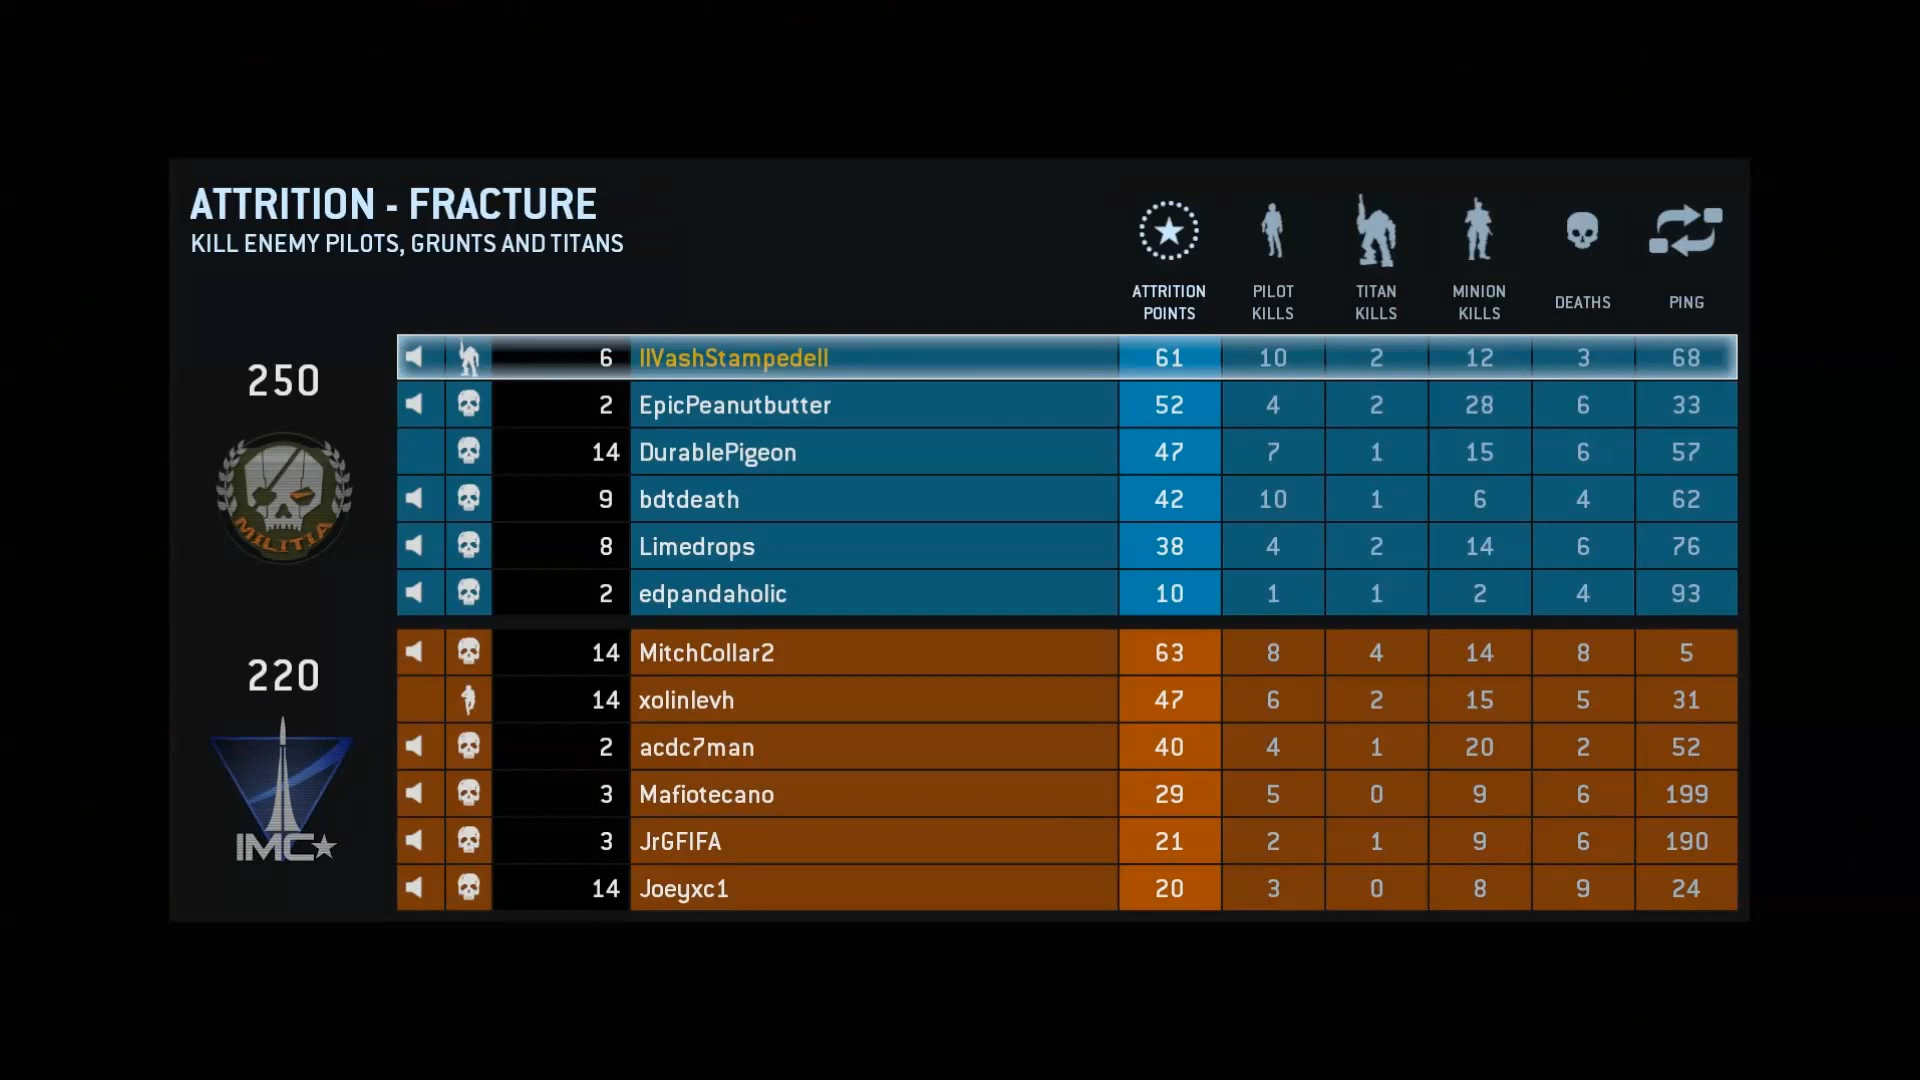 ATTRITION - FRACTURE
KILL ENEMY PILOTS, GRUNTS AND TITANS
ATTRITION POINTS PILOT KILLS TITAN KILLS MINION KILLS DEATHS PING
250
MILITIA
6 IIVashStampedeII 61 10 2 12 3 68
2 EpicPeanutbutter 52 4 2 28 6 33
14 DurablePigeon 47 7 1 15 6 57
9 bdtdeath 42 10 1 6 4 62
8 Limedrops 38 4 2 14 6 76
2 edpandaholic 10 1 1 2 4 93
220
IMC
14 MitchCollar2 63 8 4 14 8 5
14 xolinlevh 47 6 2 15 5 31
2 acdc7man 40 4 1 20 2 52
3 Mafiotecano 29 5 0 9 6 199
3 JrGFIFA 21 2 1 9 6 190
14 Joeyxc1 20 3 0 8 9 24